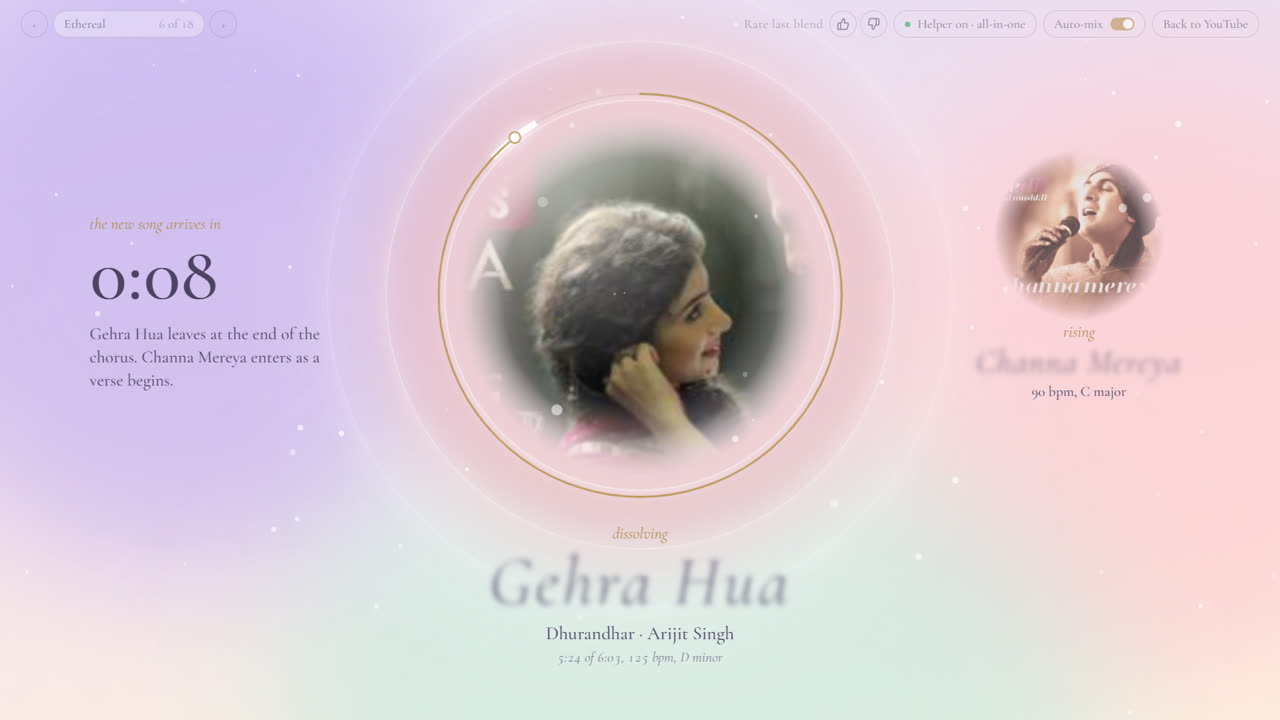 ‹
Ethereal
6 of 18
›
Rate last blend
Helper on · all-in-one
Auto-mix
Back to YouTube
the new song arrives in
0:08
Gehra Hua leaves at the end of the
chorus. Channa Mereya enters as a
verse begins.
s
A
hanna mere
rising
Channa Mereya
90 bpm, C major
dissolving
Gehra Hua
Dhurandhar · Arijit Singh
5:24 of 6:03, 125 bpm, D minor